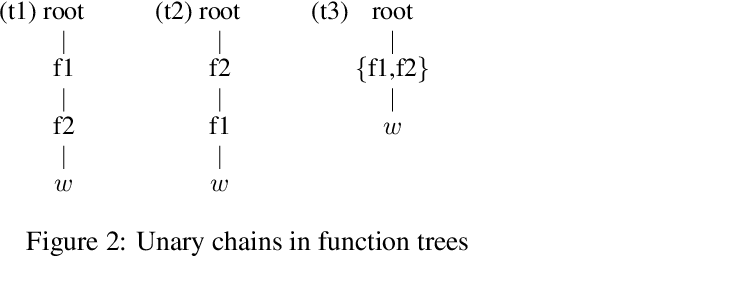 (t1) root (t2) root (t3) root
f1 f2 {f1,f2}
f2 f1 w
w w
Figure 2: Unary chains in function trees